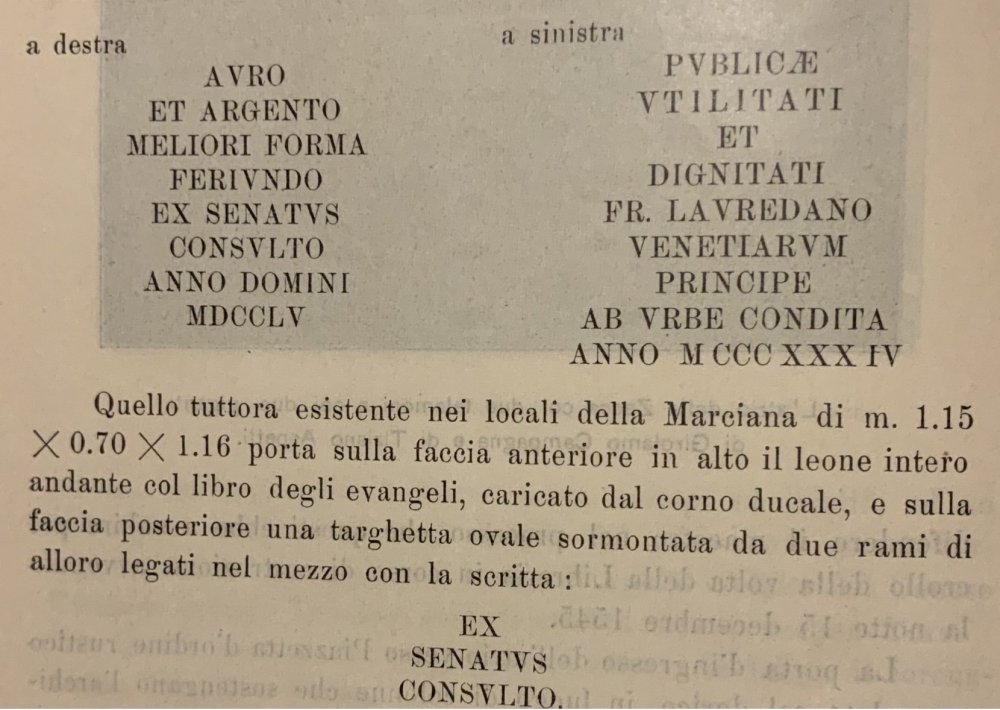 a destra
AVRO
ET ARGENTO
MELIORI FORMA
FERIVNDO
EX SENATVS
CONSVLTO
ANNO DOMINI
MDCCLV
a sinistra
PVBLICÆ
VTILITATI
ET
DIGNITATI
FR. LAVREDANO
VENETIARVM
PRINCIPE
AB VRBE CONDITA
ANNO MCCCXXXIV
Quello tuttora esistente nei locali della Marciana di m. 1.15
× 0.70 × 1.16 porta sulla faccia anteriore in alto il leone intero
andante col libro degli evangeli, caricato dal corno ducale, e sulla
faccia posteriore una targhetta ovale sormontata da due rami di
alloro legati nel mezzo con la scritta:
EX
SENATVS
CONSVLTO.